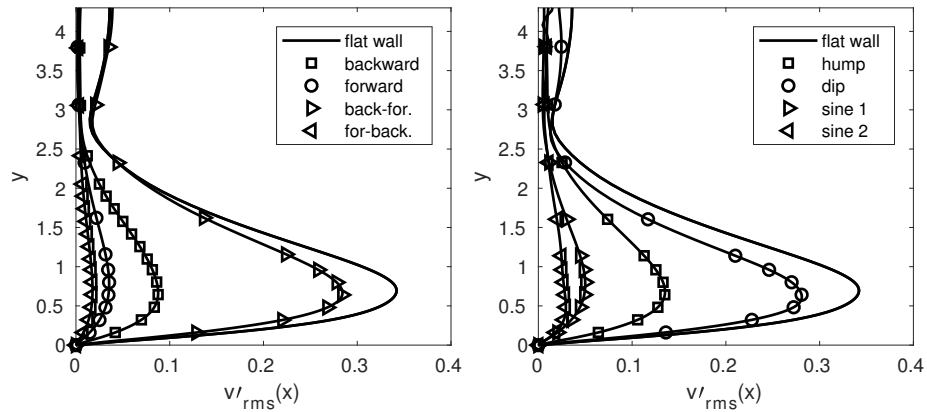 flat wall
backward
forward
back-for.
for-back.
4
3.5
3
2.5
2
1.5
1
0.5
0
y
0 0.1 0.2 0.3 0.4
v′rms(x)
flat wall
hump
dip
sine 1
sine 2
4
3.5
3
2.5
2
1.5
1
0.5
0
y
0 0.1 0.2 0.3 0.4
v′rms(x)